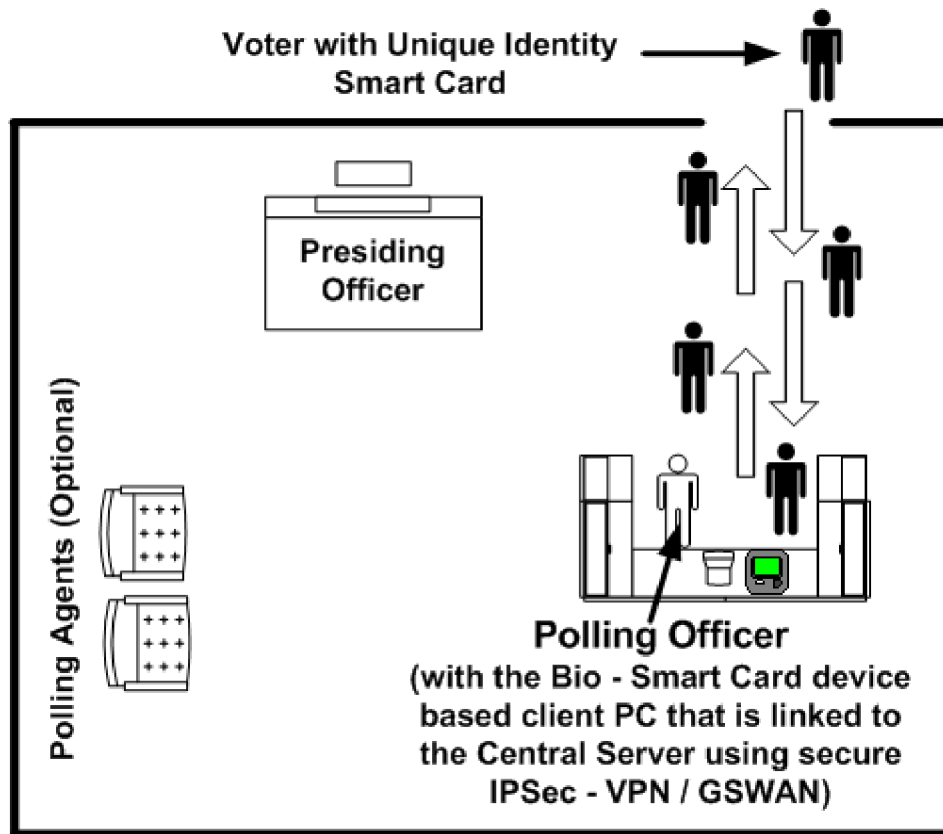 Voter with Unique Identity
Smart Card
Presiding
Officer
Polling Agents (Optional)
Polling Officer
(with the Bio - Smart Card device
based client PC that is linked to
the Central Server using secure
IPSec - VPN / GSWAN)